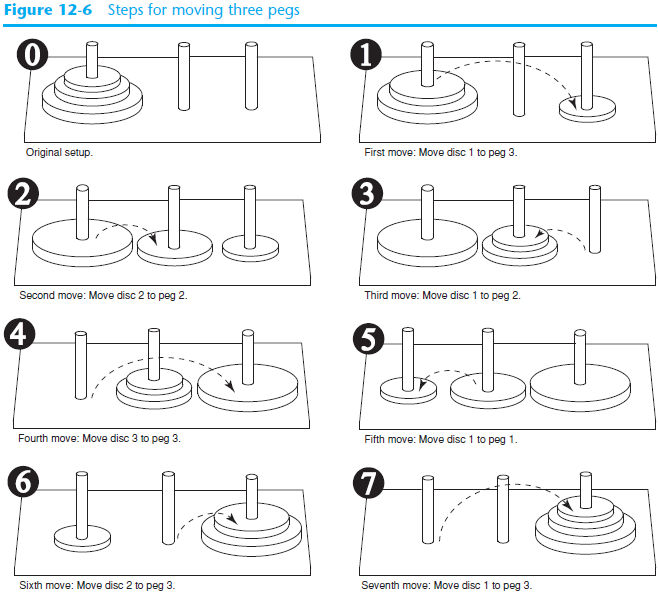 Figure 12-6 Steps for moving three pegs
0
Original setup.
1
First move: Move disc 1 to peg 3.
2
Second move: Move disc 2 to peg 2.
3
Third move: Move disc 1 to peg 2.
4
Fourth move: Move disc 3 to peg 3.
5
Fifth move: Move disc 1 to peg 1.
6
Sixth move: Move disc 2 to peg 3.
7
Seventh move: Move disc 1 to peg 3.